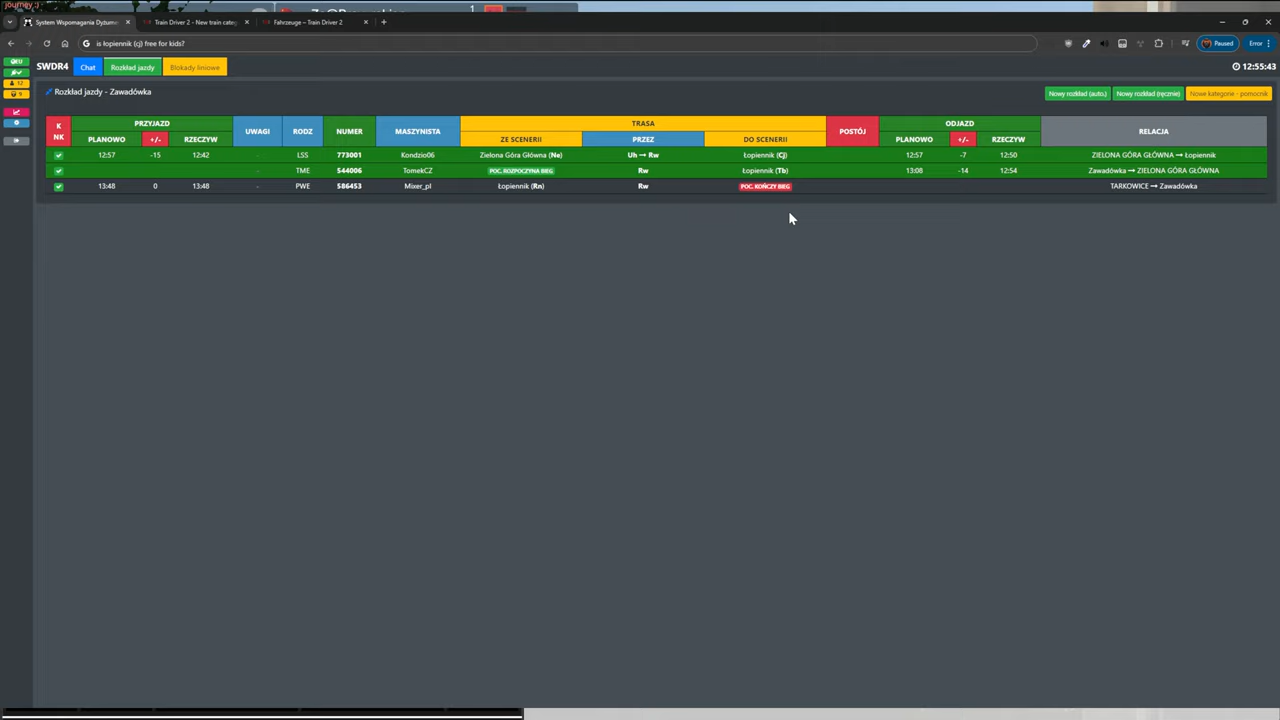 journey :)
System Wspomagania Dyżurne
Train Driver 2 - New train categ
Fahrzeuge – Train Driver 2
is łopiennik (cj) free for kids?
Paused
Error
EU
12
9
SWDR4
Chat
Rozkład jazdy
Blokady liniowe
12:55:43
Rozkład jazdy - Zawadówka
Nowy rozkład (auto.)
Nowy rozkład (ręcznie)
Nowe kategorie - pomocnik
K NK PRZYJAZD UWAGI RODZ NUMER MASZYNISTA TRASA POSTÓJ ODJAZD RELACJA
PLANOWO +/- RZECZYW ZE SCENERII PRZEZ DO SCENERII PLANOWO +/- RZECZYW
12:57 -15 12:42 - LSS 773001 Kondzio06 Zielona Góra Główna (Ne) Uh → Rw Łopiennik (Cj) 12:57 -7 12:50 ZIELONA GÓRA GŁÓWNA → Łopiennik
- TME 544006 TomekCZ POC. ROZPOCZYNA BIEG Rw Łopiennik (Tb) 13:08 -14 12:54 Zawadówka → ZIELONA GÓRA GŁÓWNA
13:48 0 13:48 - PWE 586453 Mixer_pl Łopiennik (Rn) Rw POC. KOŃCZY BIEG TARKOWICE → Zawadówka